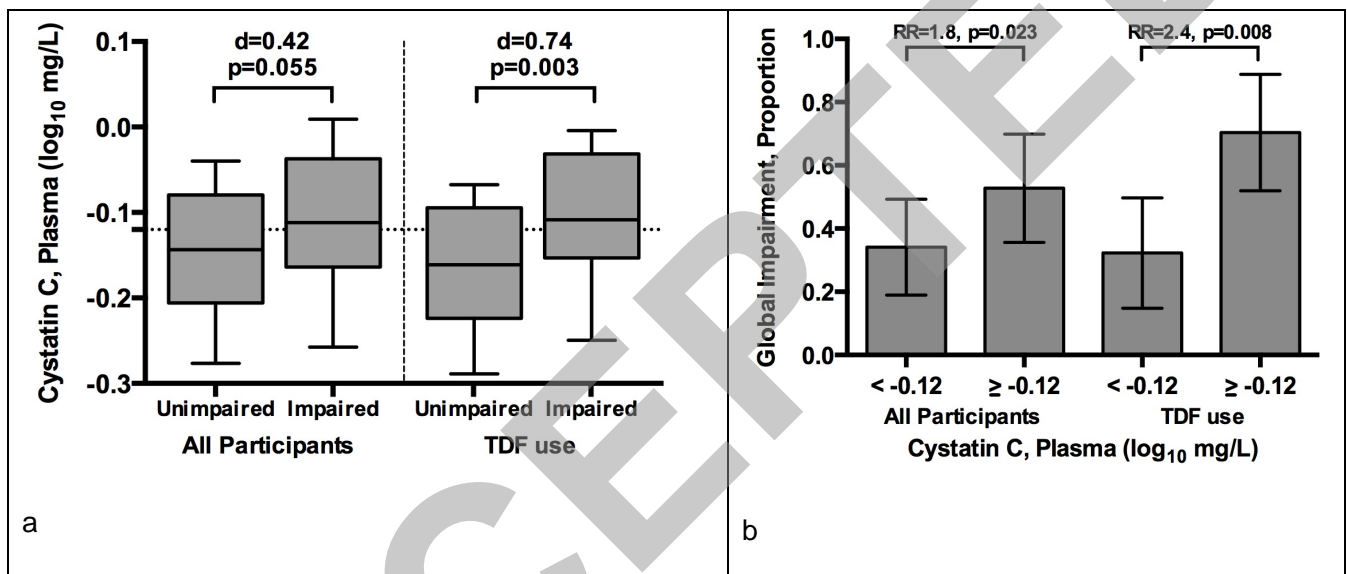 d=0.42
p=0.055
d=0.74
p=0.003
0.1
0.0
-0.1
-0.2
-0.3
Cystatin C, Plasma (log10 mg/L)
Unimpaired Impaired Unimpaired Impaired
All Participants TDF use
a
RR=1.8, p=0.023 RR=2.4, p=0.008
1.0
0.8
0.6
0.4
0.2
0.0
Global Impairment, Proportion
< -0.12 ≥ -0.12 < -0.12 ≥ -0.12
All Participants TDF use
Cystatin C, Plasma (log10 mg/L)
b
CEPTE